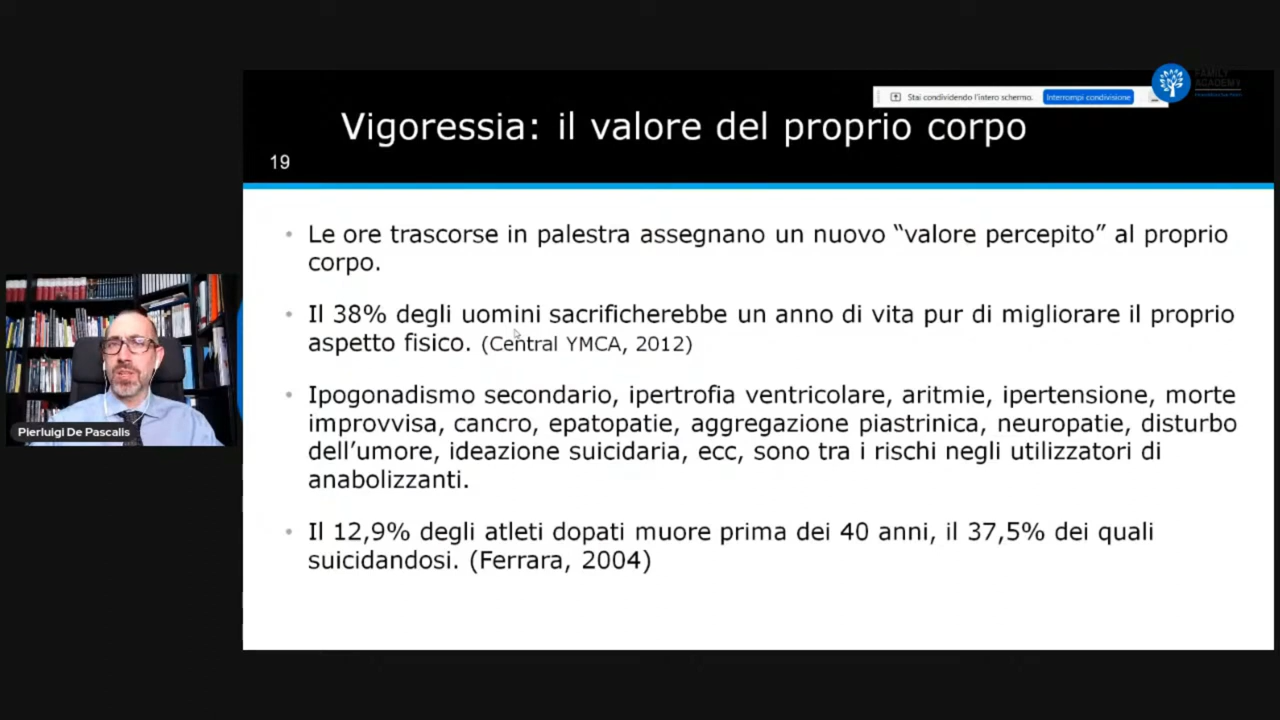 Stai condividendo l'intero schermo. Interrompi condivisione
FAMILY
ACADEMY
Vigoressia: il valore del proprio corpo
19
• Le ore trascorse in palestra assegnano un nuovo “valore percepito” al proprio
corpo.
• Il 38% degli uomini sacrificherebbe un anno di vita pur di migliorare il proprio
aspetto fisico. (Central YMCA, 2012)
• Ipogonadismo secondario, ipertrofia ventricolare, aritmie, ipertensione, morte
improvvisa, cancro, epatopatie, aggregazione piastrinica, neuropatie, disturbo
dell’umore, ideazione suicidaria, ecc, sono tra i rischi negli utilizzatori di
anabolizzanti.
• Il 12,9% degli atleti dopati muore prima dei 40 anni, il 37,5% dei quali
suicidandosi. (Ferrara, 2004)
Pierluigi De Pascalis